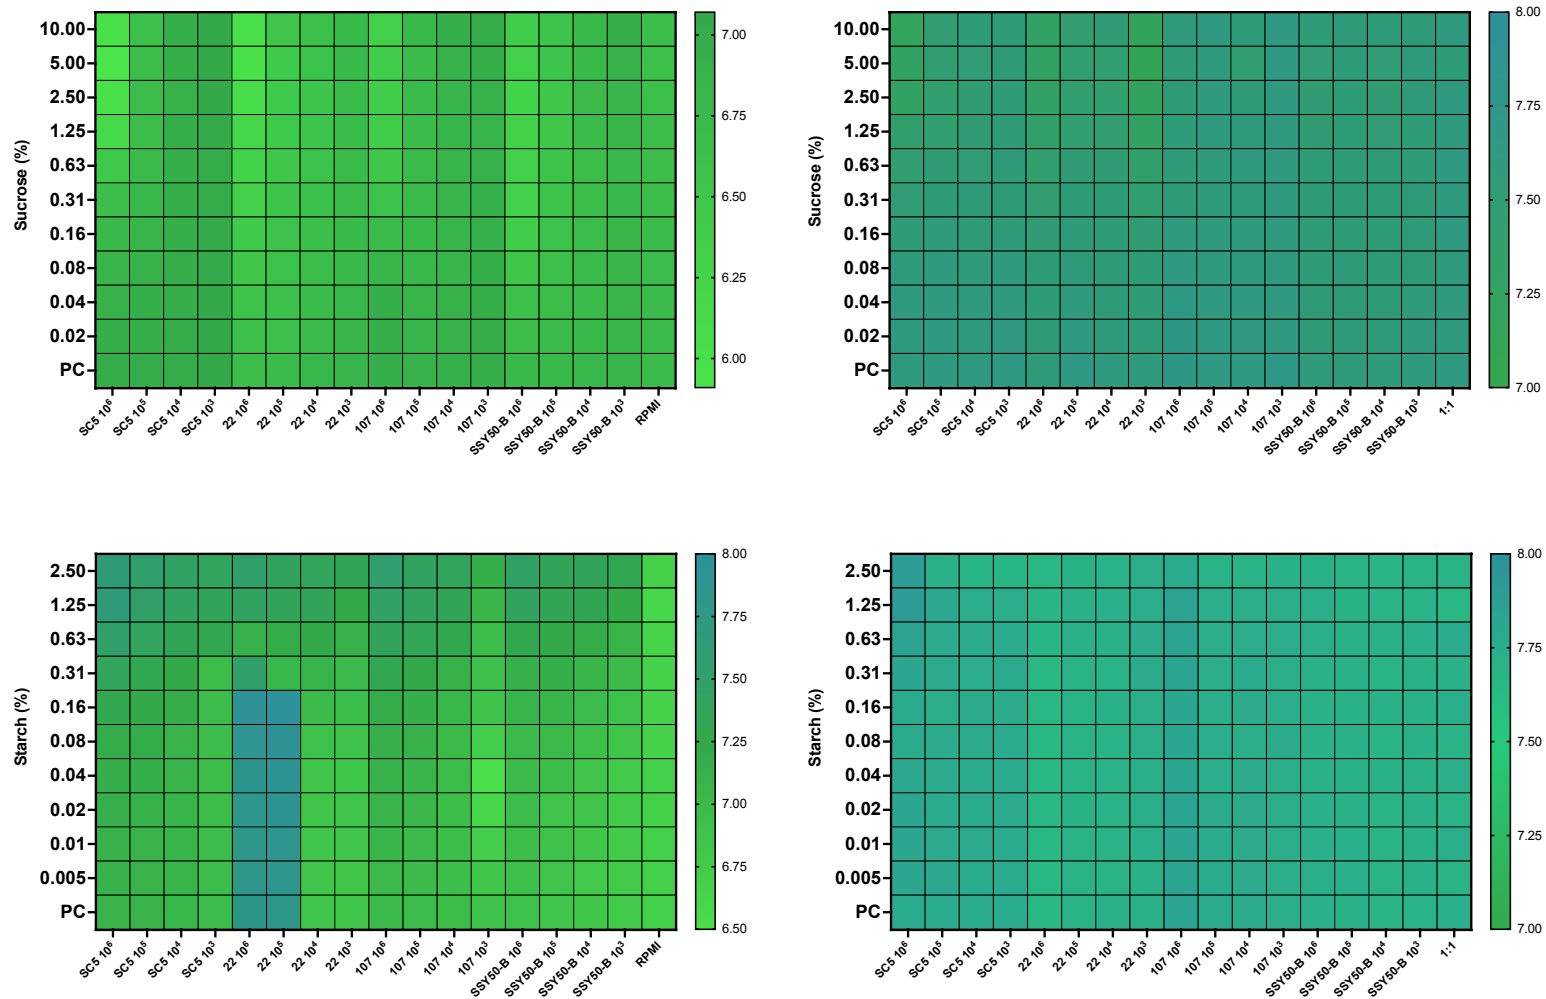 Sucrose (%)
10.00
5.00
2.50
1.25
0.63
0.31
0.16
0.08
0.04
0.02
PC
SC5 10⁶
SC5 10⁵
SC5 10⁴
SC5 10³
22 10⁶
22 10⁵
22 10⁴
22 10³
107 10⁶
107 10⁵
107 10⁴
107 10³
SSY50-B 10⁶
SSY50-B 10⁵
SSY50-B 10⁴
SSY50-B 10³
RPMI
7.00
6.75
6.50
6.25
6.00
Sucrose (%)
10.00
5.00
2.50
1.25
0.63
0.31
0.16
0.08
0.04
0.02
PC
SC5 10⁶
SC5 10⁵
SC5 10⁴
SC5 10³
22 10⁶
22 10⁵
22 10⁴
22 10³
107 10⁶
107 10⁵
107 10⁴
107 10³
SSY50-B 10⁶
SSY50-B 10⁵
SSY50-B 10⁴
SSY50-B 10³
1:1
8.00
7.75
7.50
7.25
7.00
Starch (%)
2.50
1.25
0.63
0.31
0.16
0.08
0.04
0.02
0.01
0.005
PC
SC5 10⁶
SC5 10⁵
SC5 10⁴
SC5 10³
22 10⁶
22 10⁵
22 10⁴
22 10³
107 10⁶
107 10⁵
107 10⁴
107 10³
SSY50-B 10⁶
SSY50-B 10⁵
SSY50-B 10⁴
SSY50-B 10³
RPMI
8.00
7.75
7.50
7.25
7.00
6.75
6.50
Starch (%)
2.50
1.25
0.63
0.31
0.16
0.08
0.04
0.02
0.01
0.005
PC
SC5 10⁶
SC5 10⁵
SC5 10⁴
SC5 10³
22 10⁶
22 10⁵
22 10⁴
22 10³
107 10⁶
107 10⁵
107 10⁴
107 10³
SSY50-B 10⁶
SSY50-B 10⁵
SSY50-B 10⁴
SSY50-B 10³
1:1
8.00
7.75
7.50
7.25
7.00